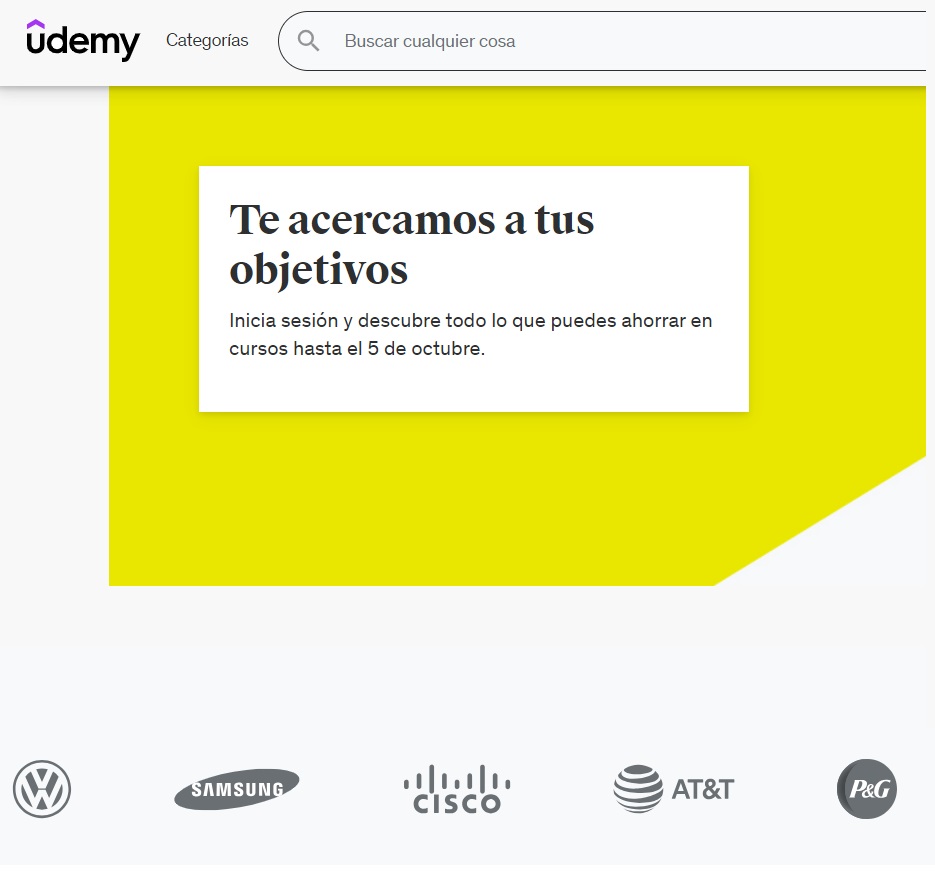 udemy
Categorías
Buscar cualquier cosa
Te acercamos a tus
objetivos
Inicia sesión y descubre todo lo que puedes ahorrar en
cursos hasta el 5 de octubre.
VW
SAMSUNG
CISCO
AT&T
P&G